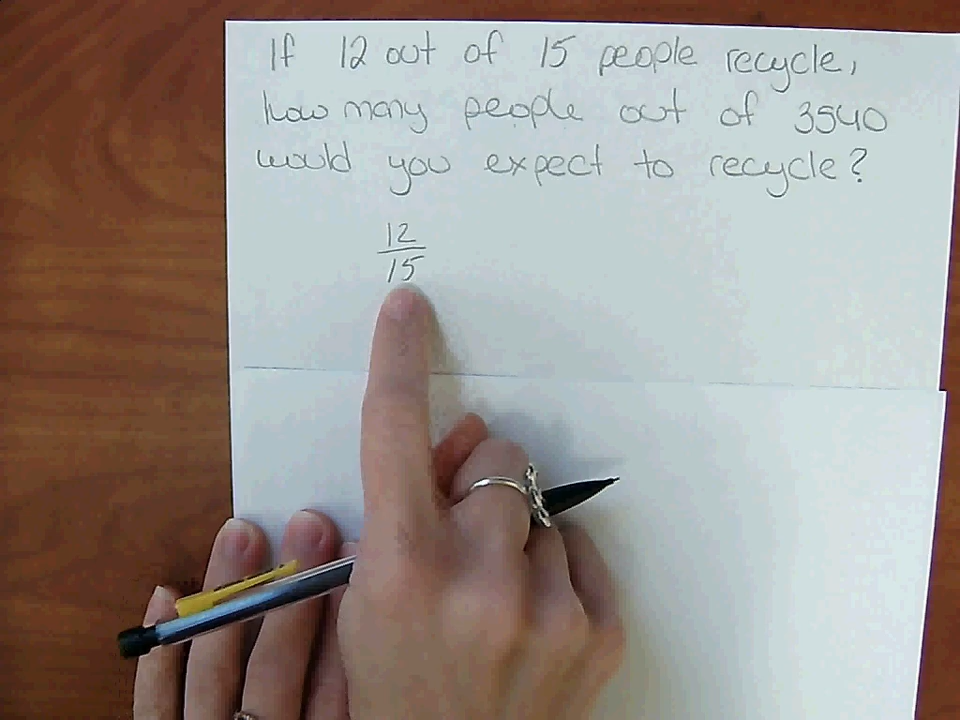 If 12 out of 15 people recycle,
how many people out of 3540
would you expect to recycle?
12
15